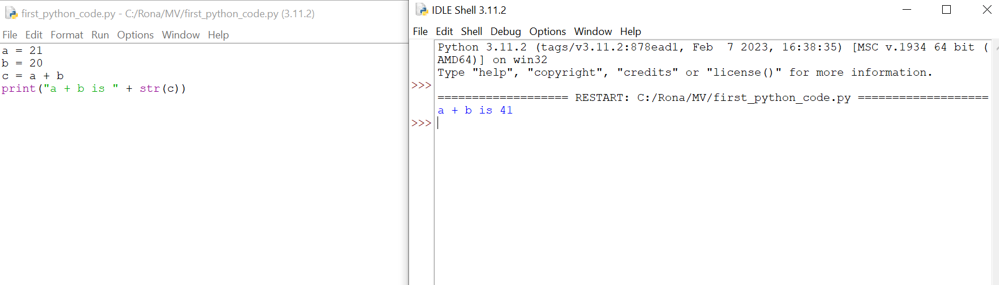 first_python_code.py - C:/Rona/MV/first_python_code.py (3.11.2)
File Edit Format Run Options Window Help
a = 21
b = 20
c = a + b
print("a + b is " + str(c))
IDLE Shell 3.11.2
File Edit Shell Debug Options Window Help
Python 3.11.2 (tags/v3.11.2:878ead1, Feb  7 2023, 16:38:35) [MSC v.1934 64 bit (
AMD64)] on win32
Type "help", "copyright", "credits" or "license()" for more information.
>>>
=================== RESTART: C:/Rona/MV/first_python_code.py ===================
a + b is 41
>>>